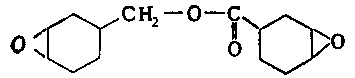 O CH₂ – O – C O
O